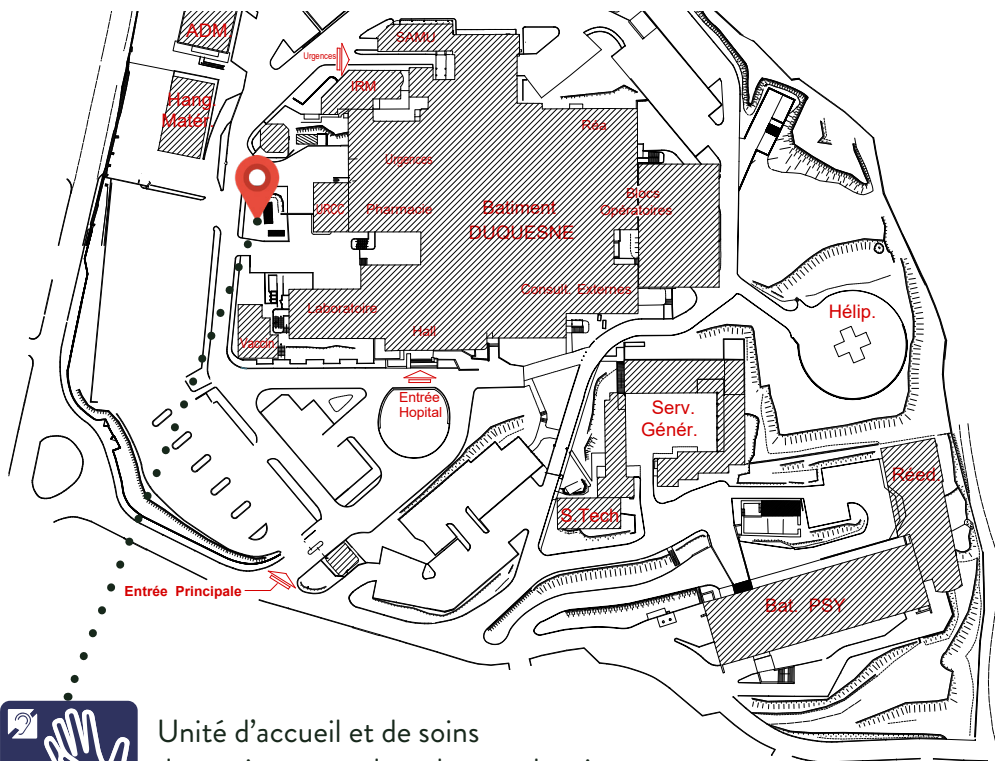 ADM
SAMU
Urgences
IRM
Hang.
Matér.
Réa
Urgences
Blocs
Opératoires
URCC
Pharmacie
Batiment
DUQUESNE
Consult. Externes
Laboratoire
Hall
Vaccin
Hélip.
Entrée
Hopital
Serv.
Génér.
Réed.
S.Tech
Entrée Principale
Bat. PSY
Unité d'accueil et de soins